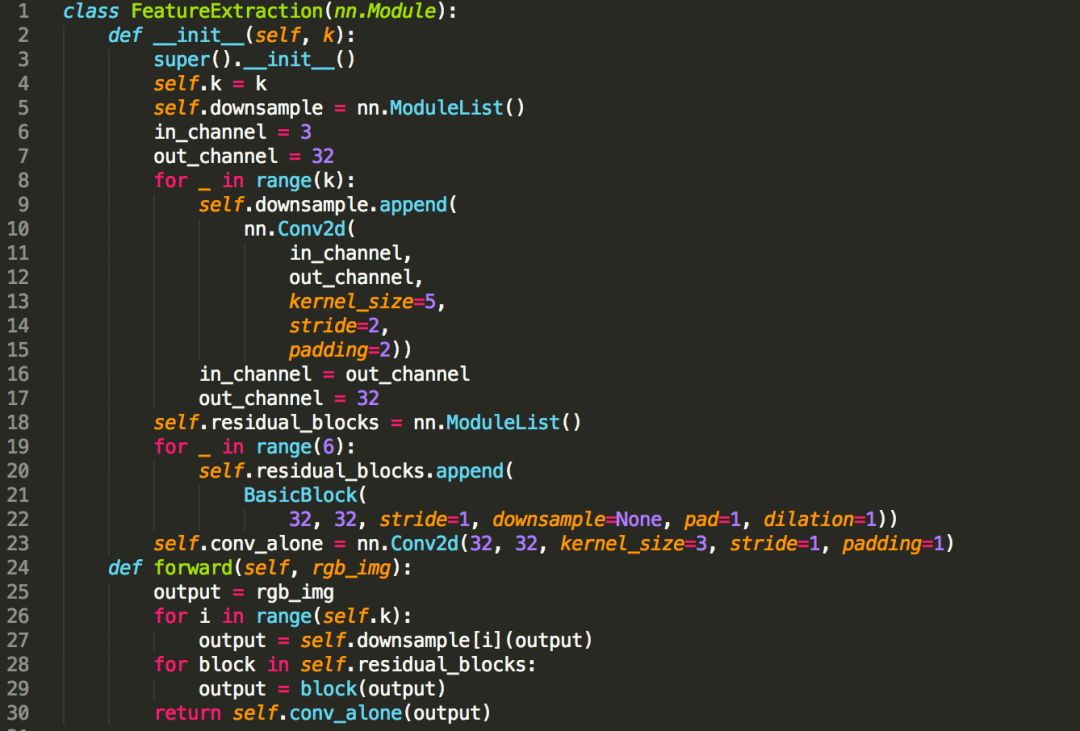 1 class FeatureExtraction(nn.Module):
2 def __init__(self, k):
3 super().__init__()
4 self.k = k
5 self.downsample = nn.ModuleList()
6 in_channel = 3
7 out_channel = 32
8 for _ in range(k):
9 self.downsample.append(
10 nn.Conv2d(
11 in_channel,
12 out_channel,
13 kernel_size=5,
14 stride=2,
15 padding=2))
16 in_channel = out_channel
17 out_channel = 32
18 self.residual_blocks = nn.ModuleList()
19 for _ in range(6):
20 self.residual_blocks.append(
21 BasicBlock(
22 32, 32, stride=1, downsample=None, pad=1, dilation=1))
23 self.conv_alone = nn.Conv2d(32, 32, kernel_size=3, stride=1, padding=1)
24 def forward(self, rgb_img):
25 output = rgb_img
26 for i in range(self.k):
27 output = self.downsample[i](output)
28 for block in self.residual_blocks:
29 output = block(output)
30 return self.conv_alone(output)